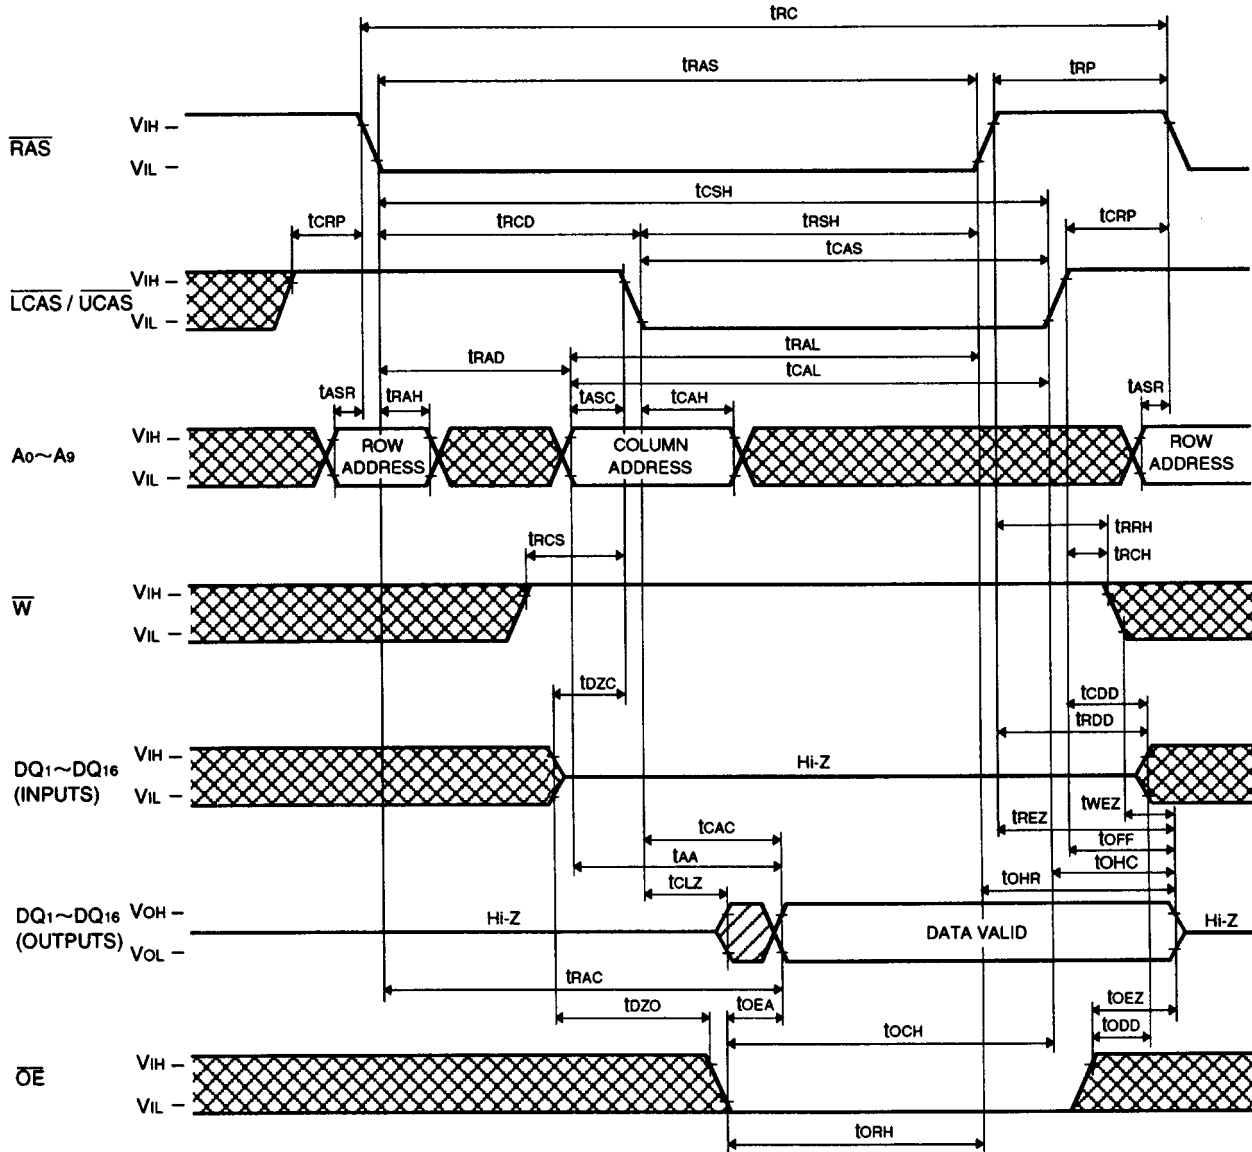 tRC
tRAS tRP
RAS VIH
VIL
tCSH
tCRP tRCD tRSH tCRP
tCAS
LCAS / UCAS VIH
VIL
tRAL
tRAD tCAL
tASR tRAH tASC tCAH tASR
A0～A9 VIH ROW ADDRESS COLUMN ADDRESS ROW ADDRESS
VIL
tRRH
tRCS tRCH
W VIH
VIL
tDZC tCDD
tRDD
DQ1～DQ16 (INPUTS) VIH Hi-Z
VIL
tWEZ
tCAC tREZ
tOFF
tAA tOHC
tCLZ tOHR
DQ1～DQ16 (OUTPUTS) VOH Hi-Z DATA VALID Hi-Z
VOL
tRAC
tDZO tOEA tOEZ
tOCH tODD
OE VIH
VIL
tORH